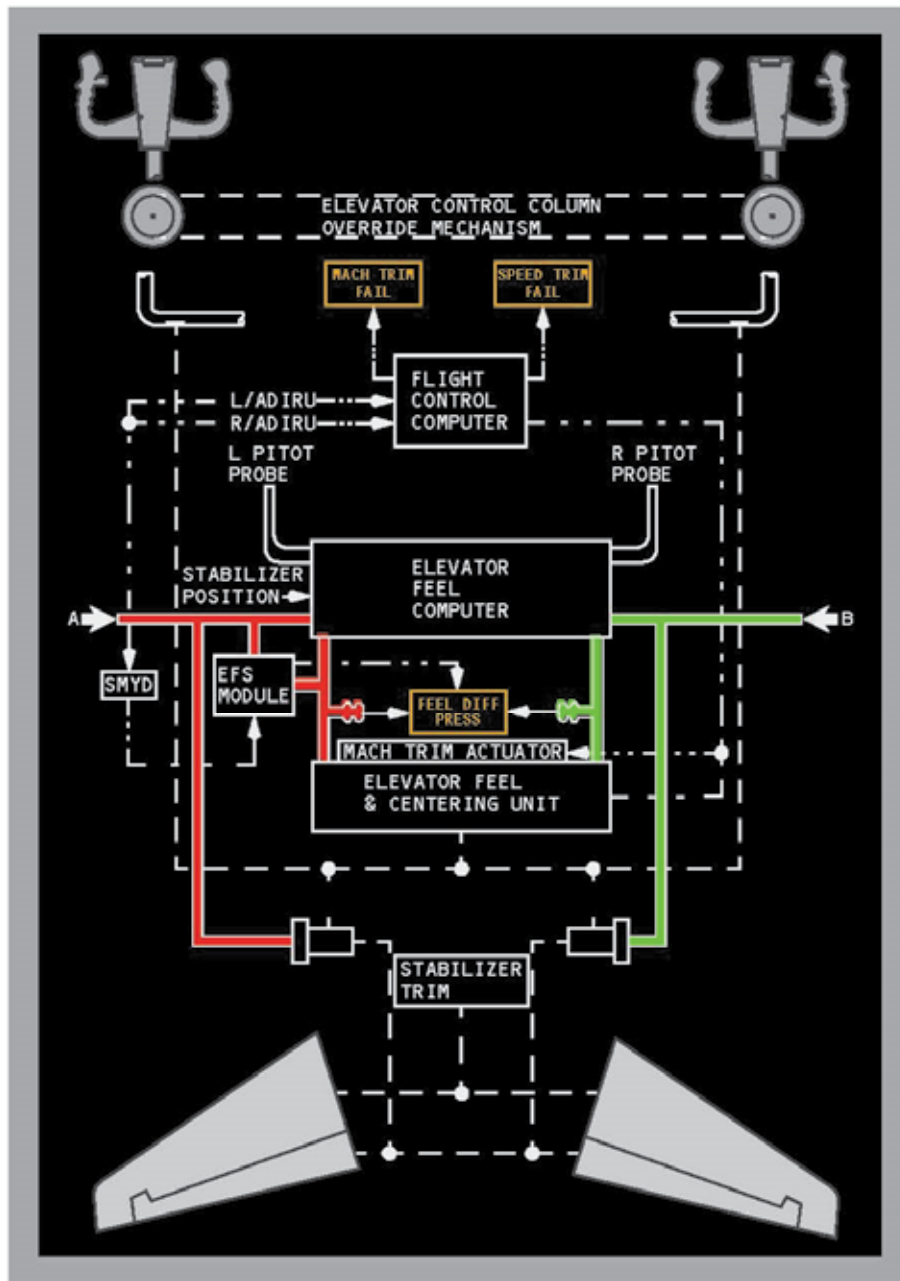 ELEVATOR CONTROL COLUMN
OVERRIDE MECHANISM
MACH TRIM
FAIL
SPEED TRIM
FAIL
FLIGHT
CONTROL
COMPUTER
L/ADIRU
R/ADIRU
L PITOT
PROBE
R PITOT
PROBE
ELEVATOR
FEEL
COMPUTER
STABILIZER
POSITION
A
B
SMYD
EFS
MODULE
FEEL DIFF
PRESS
MACH TRIM ACTUATOR
ELEVATOR FEEL
& CENTERING UNIT
STABILIZER
TRIM